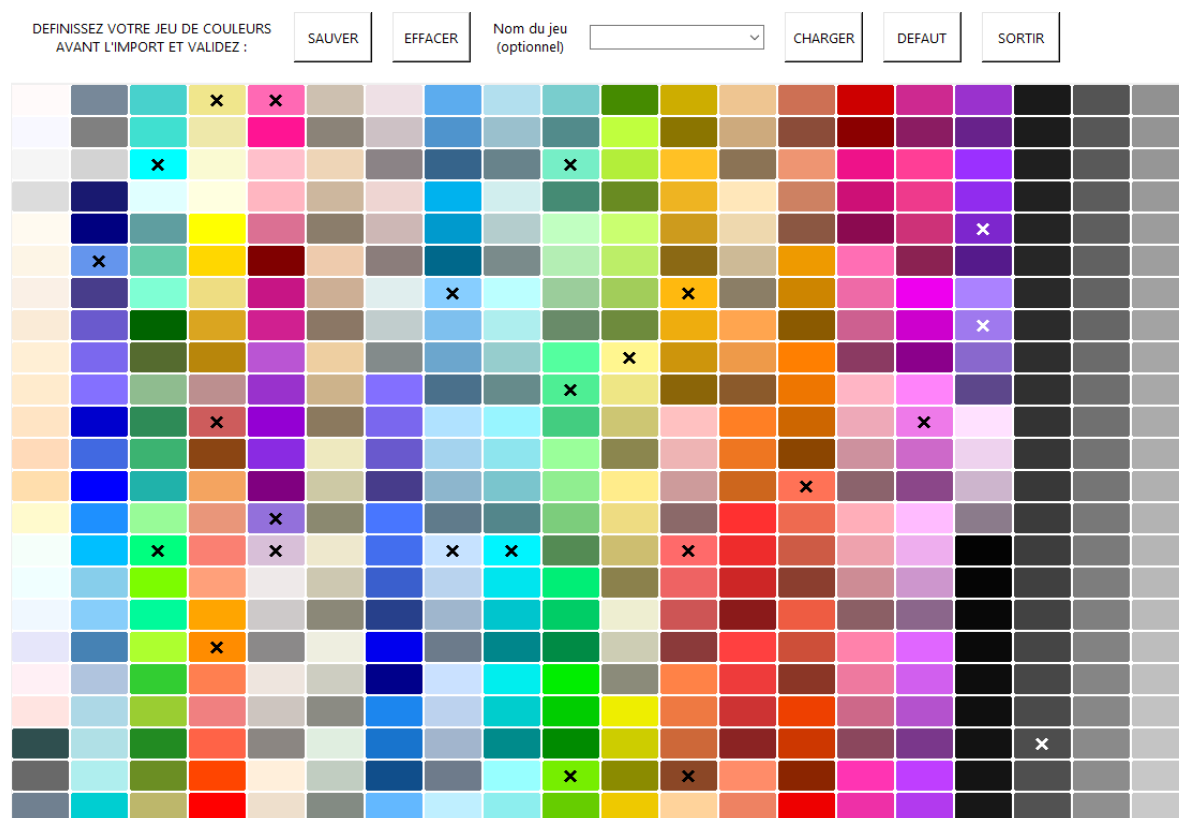 DEFINISSEZ VOTRE JEU DE COULEURS
AVANT L'IMPORT ET VALIDEZ :
SAUVER
EFFACER
Nom du jeu
(optionnel)
CHARGER
DEFAUT
SORTIR